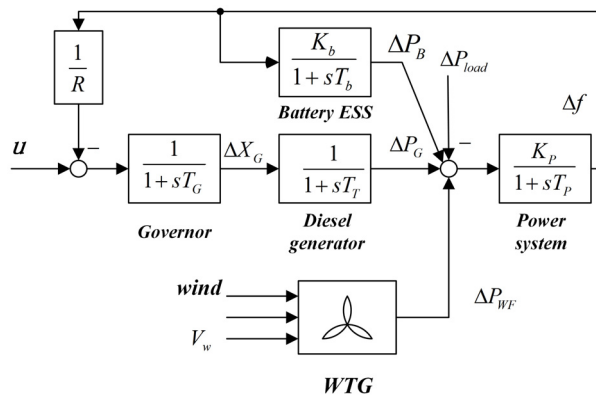 1
R
K_b
1 + sT_b
Battery ESS
ΔP_B
ΔP_load
Δf
u
−
1
1 + sT_G
Governor
ΔX_G
1
1 + sT_T
Diesel
generator
ΔP_G
−
K_P
1 + sT_P
Power
system
wind
V_w
WTG
ΔP_WF